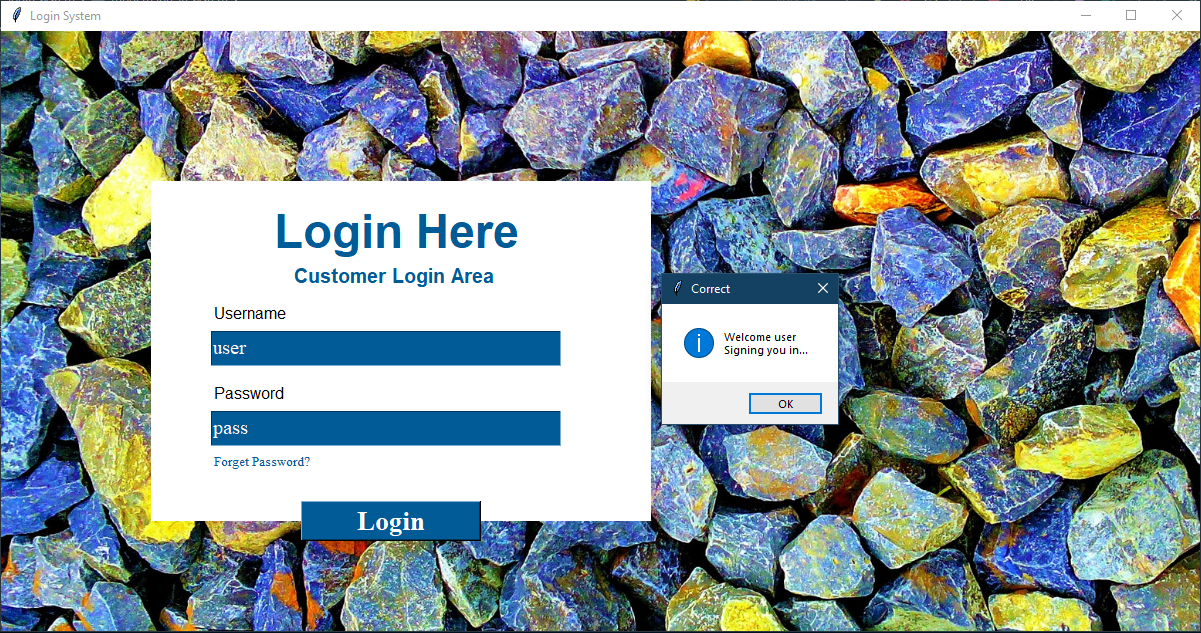 Login System
Login Here
Customer Login Area
Username
user
Password
pass
Forget Password?
Login
Correct
Welcome user
Signing you in...
OK